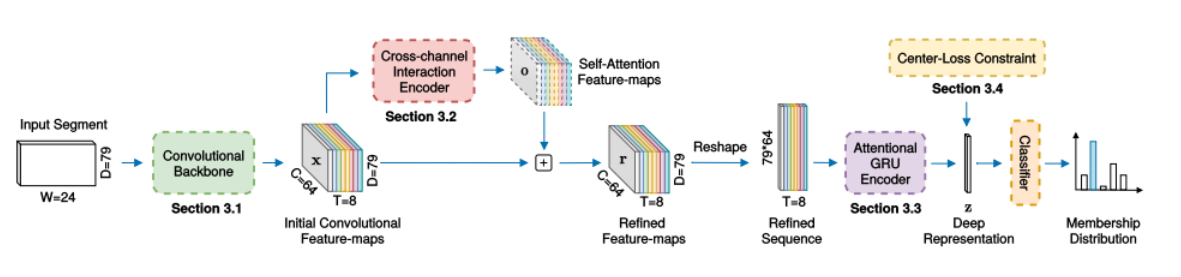 Input Segment
D=79
W=24
Convolutional
Backbone
Section 3.1
x
C=64
T=8
D=79
Initial Convolutional
Feature-maps
Cross-channel
Interaction
Encoder
Section 3.2
o
Self-Attention
Feature-maps
+
r
C=64
T=8
D=79
Refined
Feature-maps
Reshape
79*64
T=8
Refined
Sequence
Attentional
GRU
Encoder
Section 3.3
Center-Loss Constraint
Section 3.4
z
Deep
Representation
Classifier
Membership
Distribution